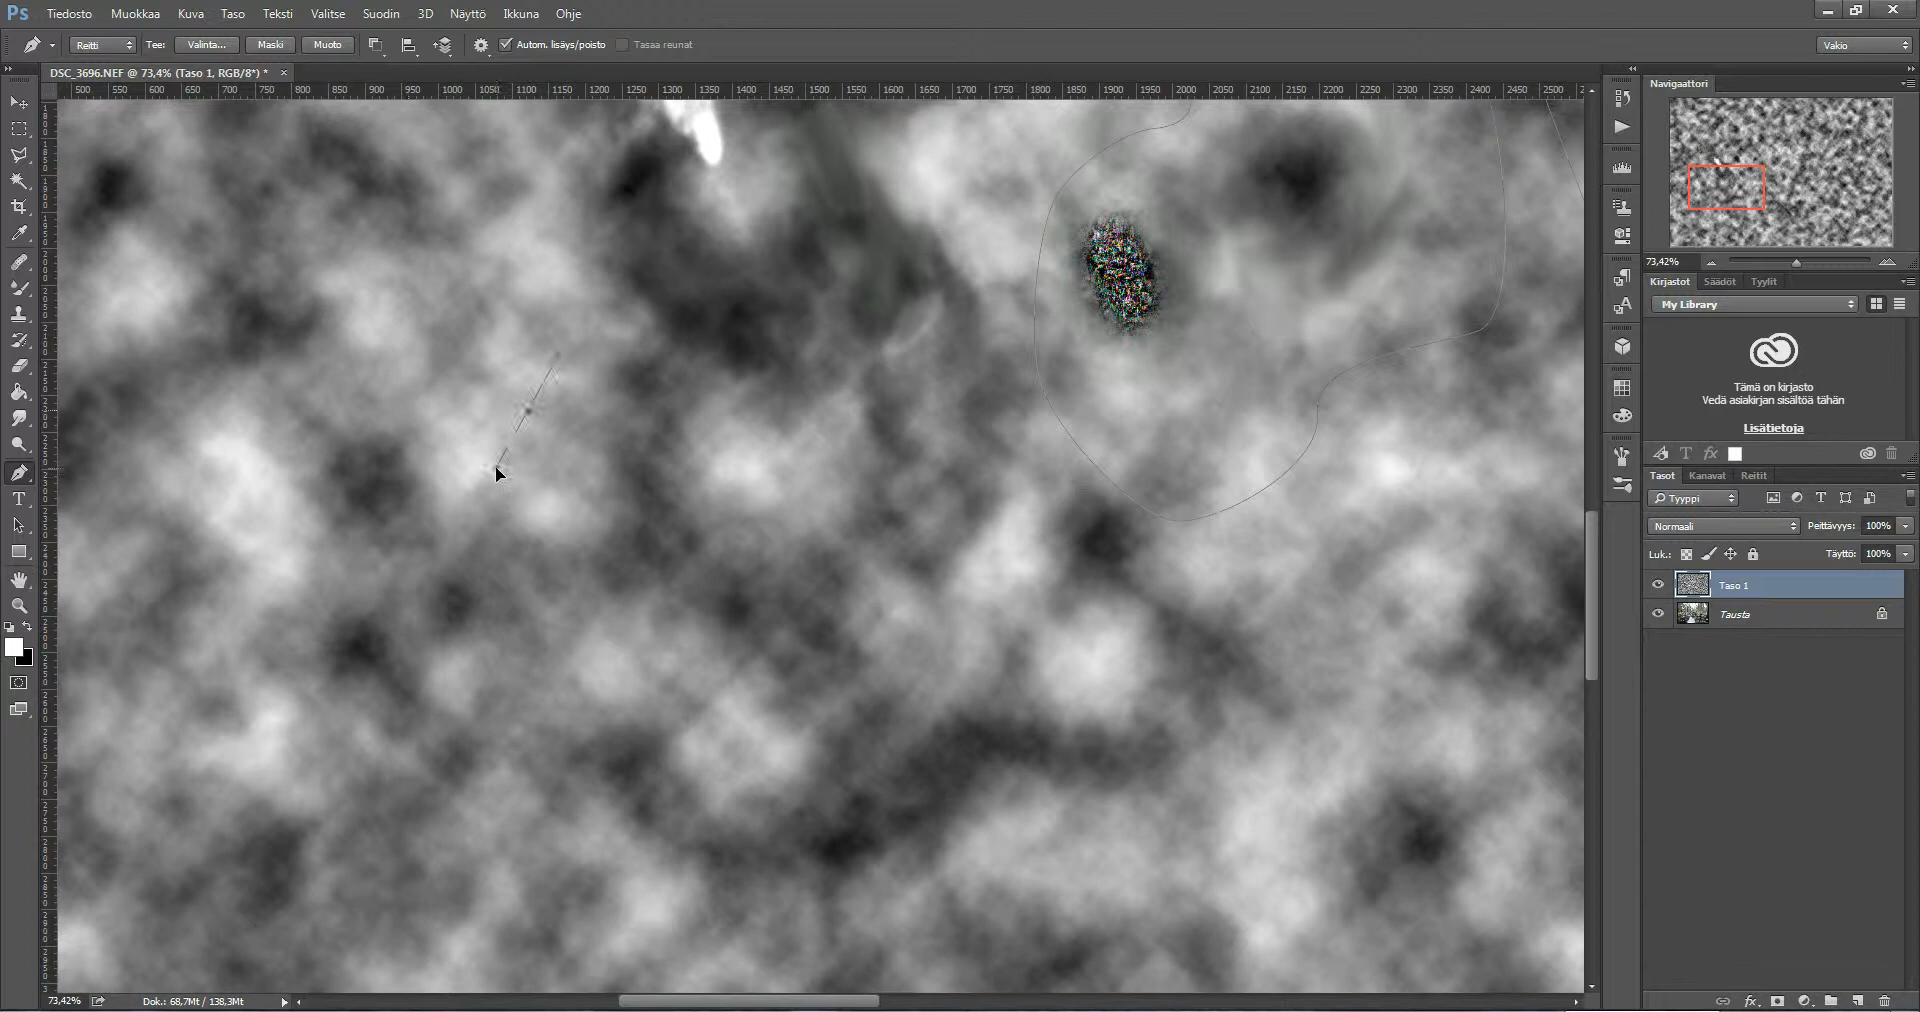 Ps Tiedosto Muokkaa Kuva Taso Teksti Valitse Suodin 3D Näyttö Ikkuna Ohje
Reitti Tee: Valinta... Maski Muoto Autom. lisäys/poisto Tasaa reunat Vakio
DSC_3696.NEF @ 73,4% (Taso 1, RGB/8*) * ×
500 550 600 650 700 750 800 850 900 950 1000 1050 1100 1150 1200 1250 1300 1350 1400 1450 1500 1550 1600 1650 1700 1750 1800 1850 1900 1950 2000 2050 2100 2150 2200 2250 2300 2350 2400 2450 2500
Navigaattori
73,42%
Kirjastot Säädöt Tyylit
My Library
Tämä on kirjasto
Vedä asiakirjan sisältöä tähän
Lisätietoja
T fx
Tasot Kanavat Reitit
Tyyppi T
Normaali Peittävyys: 100%
Luk.: Täyttö: 100%
Taso 1
Tausta
fx
73,42% Dok.: 68,7Mt / 138,3Mt